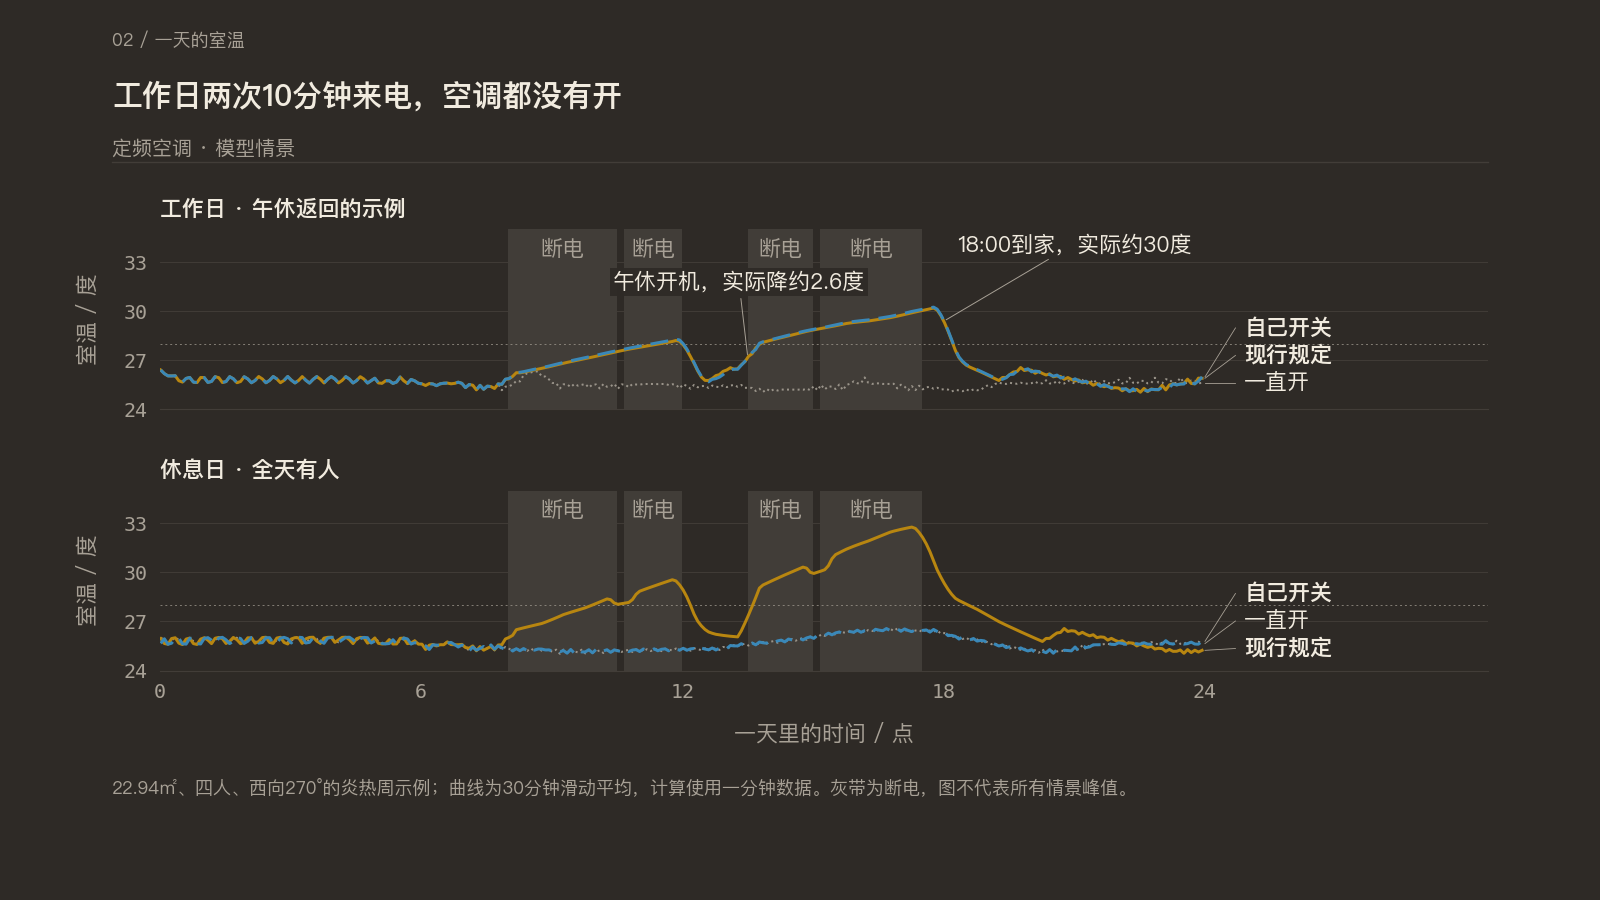 02 / 一天的室温
工作日两次10分钟来电，空调都没有开
定频空调 · 模型情景
工作日 · 午休返回的示例
断电
断电
断电
断电
18:00到家，实际约30度
午休开机，实际降约2.6度
室温 / 度
33
30
27
24
自己开关
现行规定
一直开
休息日 · 全天有人
断电
断电
断电
断电
室温 / 度
33
30
27
24
自己开关
一直开
现行规定
0
6
12
18
24
一天里的时间 / 点
22.94㎡、四人、西向270°的炎热周示例；曲线为30分钟滑动平均，计算使用一分钟数据。灰带为断电，图不代表所有情景峰值。